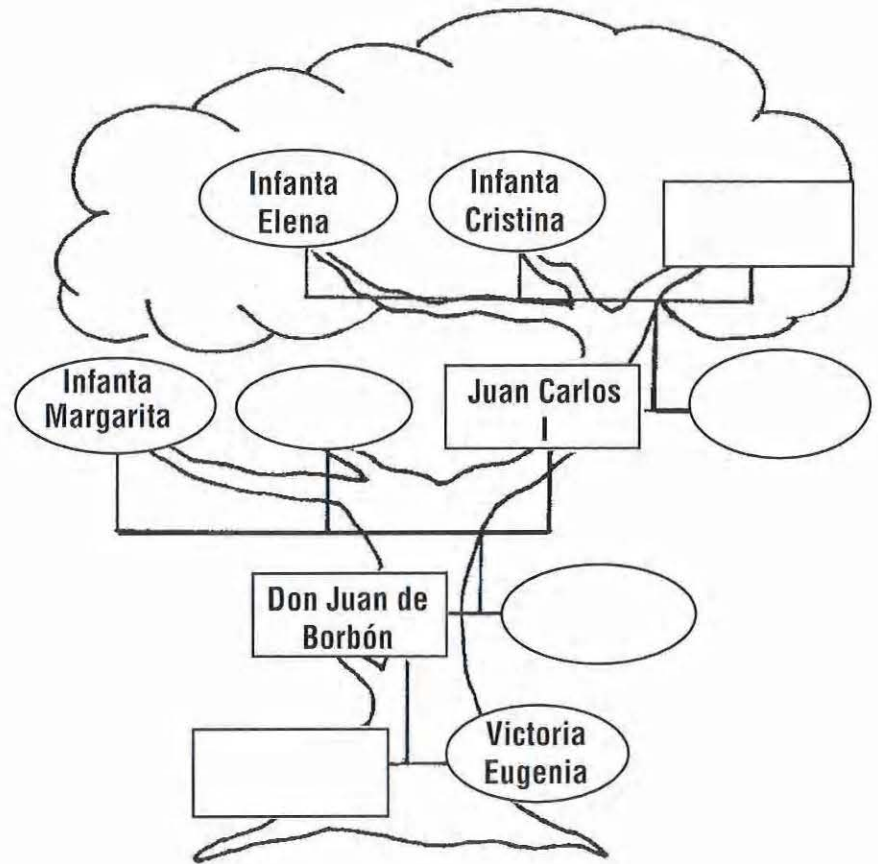 Infanta
Elena
Infanta
Cristina
Infanta
Margarita
Juan Carlos
I
Don Juan de
Borbón
Victoria
Eugenia